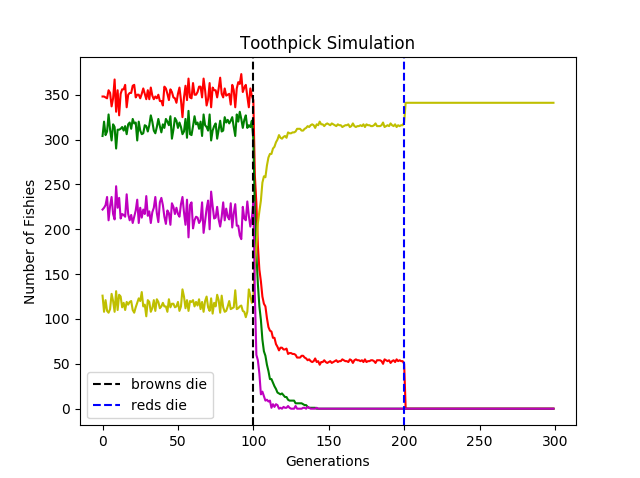 Toothpick Simulation
Number of Fishies
350
300
250
200
150
100
50
0
browns die
reds die
0 50 100 150 200 250 300
Generations